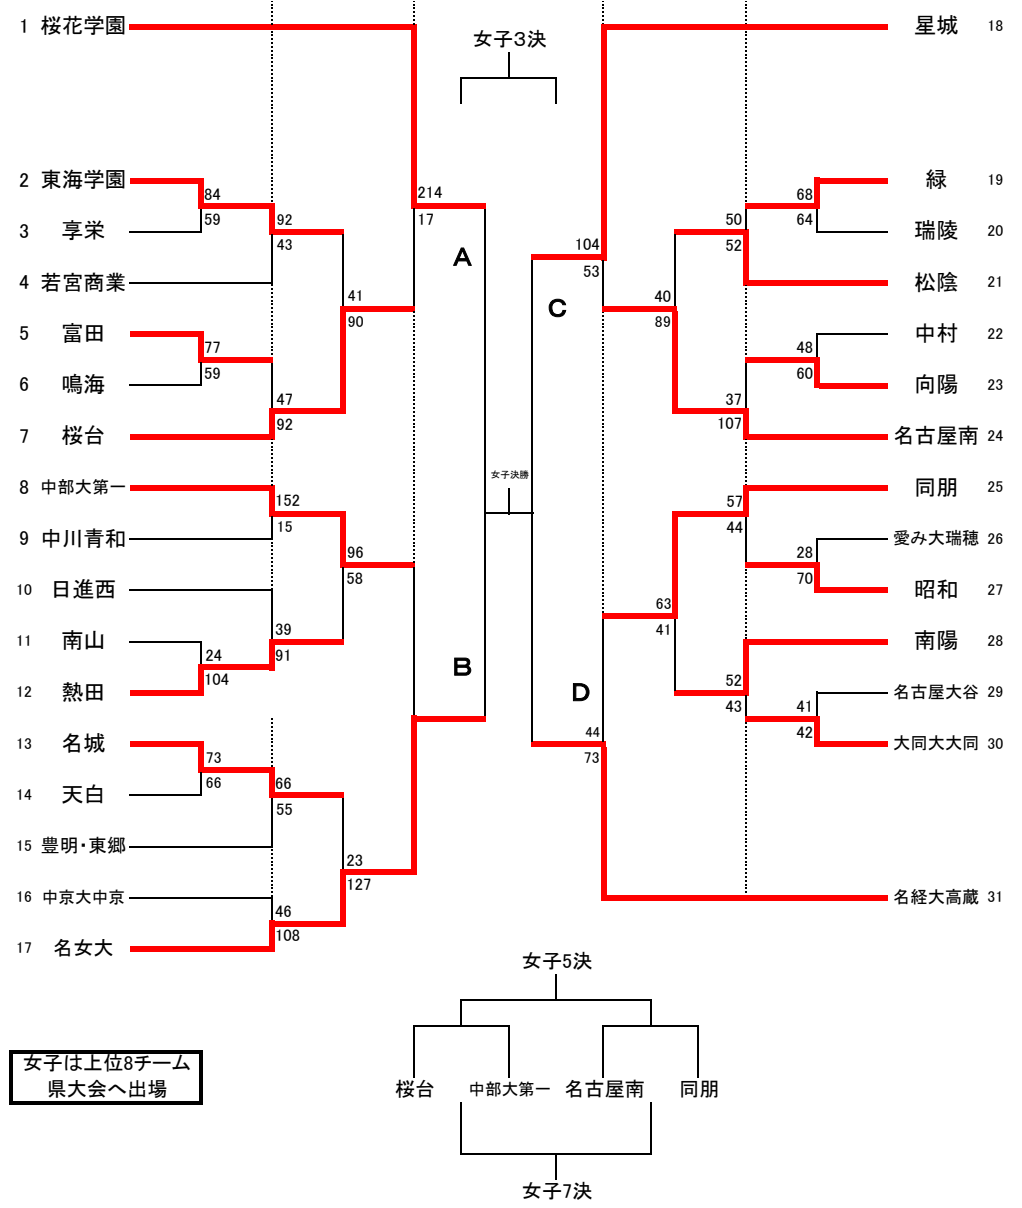 1 桜花学園
女子3決
星城 18
2 東海学園
84
59
3 享栄
92
43
4 若宮商業
5 富田
77
59
6 鳴海
47
92
7 桜台
41
90
214
17
A
8 中部大第一
152
15
9 中川青和
10 日進西
11 南山
24
104
12 熱田
39
91
96
58
B
13 名城
73
66
14 天白
66
55
15 豊明・東郷
16 中京大中京
46
108
17 名女大
23
127
女子決勝
104
53
C
緑 19
68
64
瑞陵 20
50
52
松陰 21
中村 22
48
60
向陽 23
37
107
名古屋南 24
40
89
同朋 25
57
44
愛み大瑞穂 26
28
70
昭和 27
63
41
南陽 28
52
43
名古屋大谷 29
41
42
大同大大同 30
D
44
73
名経大高蔵 31
女子5決
桜台 中部大第一 名古屋南 同朋
女子7決
女子は上位8チーム
県大会へ出場